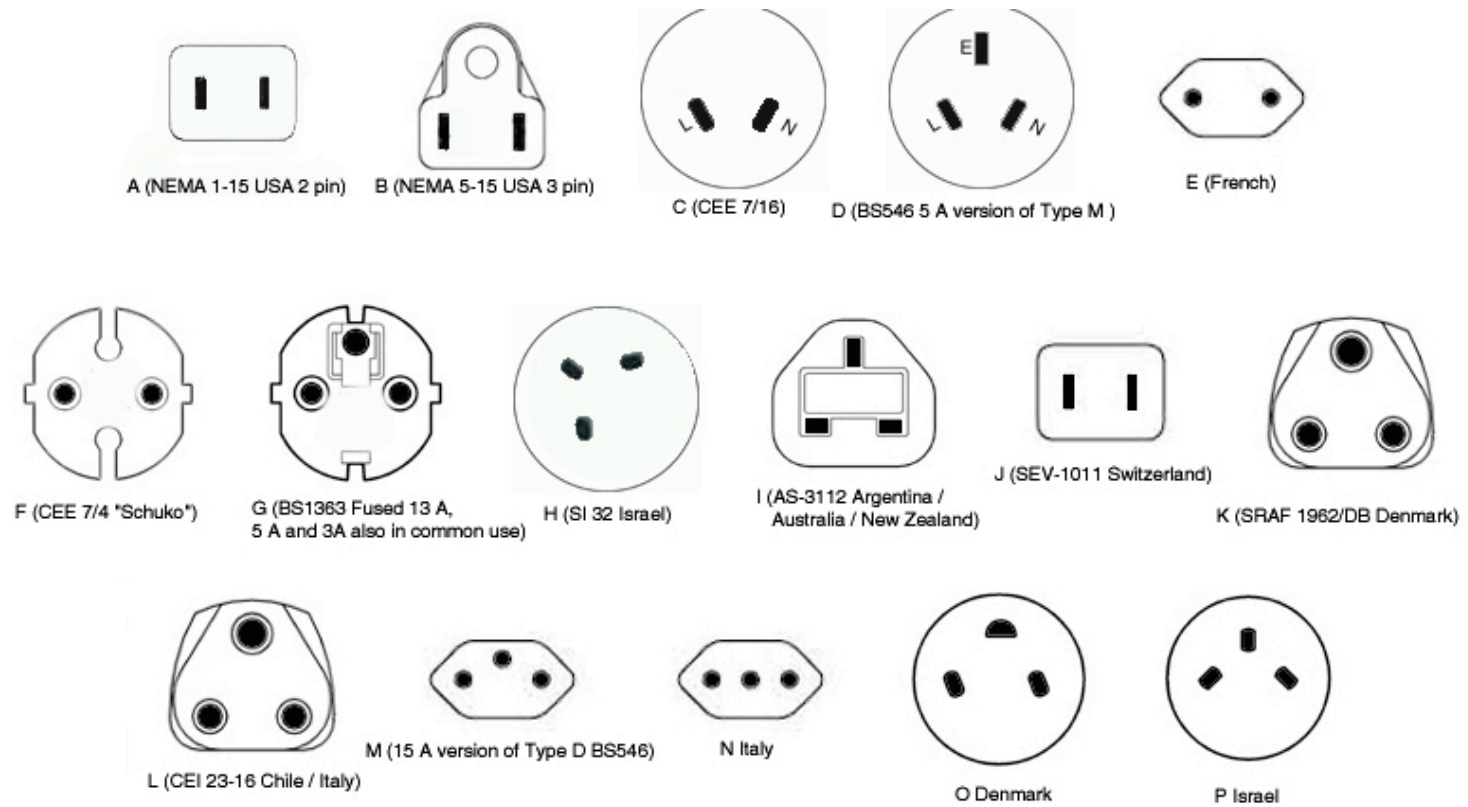 A (NEMA 1-15 USA 2 pin)
B (NEMA 5-15 USA 3 pin)
L N
C (CEE 7/16)
E
L N
D (BS546 5 A version of Type M )
E (French)
F (CEE 7/4 "Schuko")
G (BS1363 Fused 13 A,
5 A and 3A also in common use)
H (SI 32 Israel)
I (AS-3112 Argentina /
Australia / New Zealand)
J (SEV-1011 Switzerland)
K (SRAF 1962/DB Denmark)
L (CEI 23-16 Chile / Italy)
M (15 A version of Type D BS546)
N Italy
O Denmark
P Israel